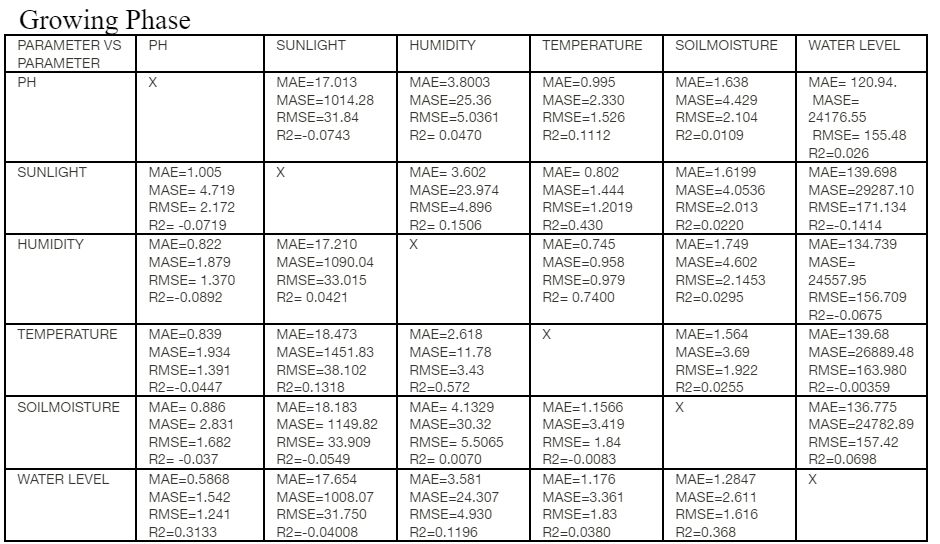 Growing Phase
PARAMETER VS PARAMETER PH SUNLIGHT HUMIDITY TEMPERATURE SOILMOISTURE WATER LEVEL
PH X MAE=17.013 MAE=3.8003 MAE=0.995 MAE=1.638 MAE= 120.94.
MASE=1014.28 MASE=25.36 MASE=2.330 MASE=4.429 MASE=
RMSE=31.84 RMSE=5.0361 RMSE=1.526 RMSE=2.104 24176.55
R2=-0.0743 R2= 0.0470 R2=0.1112 R2=0.0109 RMSE= 155.48
R2=0.026
SUNLIGHT MAE=1.005 X MAE= 3.602 MAE= 0.802 MAE=1.6199 MAE=139.698
MASE= 4.719 MASE=23.974 MASE=1.444 MASE=4.0536 MASE=29287.10
RMSE= 2.172 RMSE=4.896 RMSE=1.2019 RMSE=2.013 RMSE=171.134
R2= -0.0719 R2= 0.1506 R2=0.430 R2=0.0220 R2=-0.1414
HUMIDITY MAE=0.822 MAE=17.210 X MAE=0.745 MAE=1.749 MAE=134.739
MASE=1.879 MASE=1090.04 MASE=0.958 MASE=4.602 MASE=
RMSE= 1.370 RMSE=33.015 RMSE=0.979 RMSE=2.1453 24557.95
R2=-0.0892 R2= 0.0421 R2= 0.7400 R2=0.0295 RMSE=156.709
R2=-0.0675
TEMPERATURE MAE=0.839 MAE=18.473 MAE=2.618 X MAE=1.564 MAE=139.68
MASE=1.934 MASE=1451.83 MASE=11.78 MASE=3.69 MASE=26889.48
RMSE=1.391 RMSE=38.102 RMSE=3.43 RMSE=1.922 RMSE=163.980
R2=-0.0447 R2=0.1318 R2=0.572 R2=0.0255 R2=-0.00359
SOILMOISTURE MAE= 0.886 MAE=18.183 MAE= 4.1329 MAE=1.1566 X MAE=136.775
MASE= 2.831 MASE= 1149.82 MASE=30.32 MASE=3.419 MASE=24782.89
RMSE=1.682 RMSE= 33.909 RMSE= 5.5065 RMSE= 1.84 RMSE=157.42
R2= -0.037 R2=-0.0549 R2= 0.0070 R2=-0.0083 R2=0.0698
WATER LEVEL MAE=0.5868 MAE=17.654 MAE=3.581 MAE=1.176 MAE=1.2847 X
MASE=1.542 MASE=1008.07 MASE=24.307 MASE=3.361 MASE=2.611
RMSE=1.241 RMSE=31.750 RMSE=4.930 RMSE=1.83 RMSE=1.616
R2=0.3133 R2=-0.04008 R2=0.1196 R2=0.0380 R2=0.368